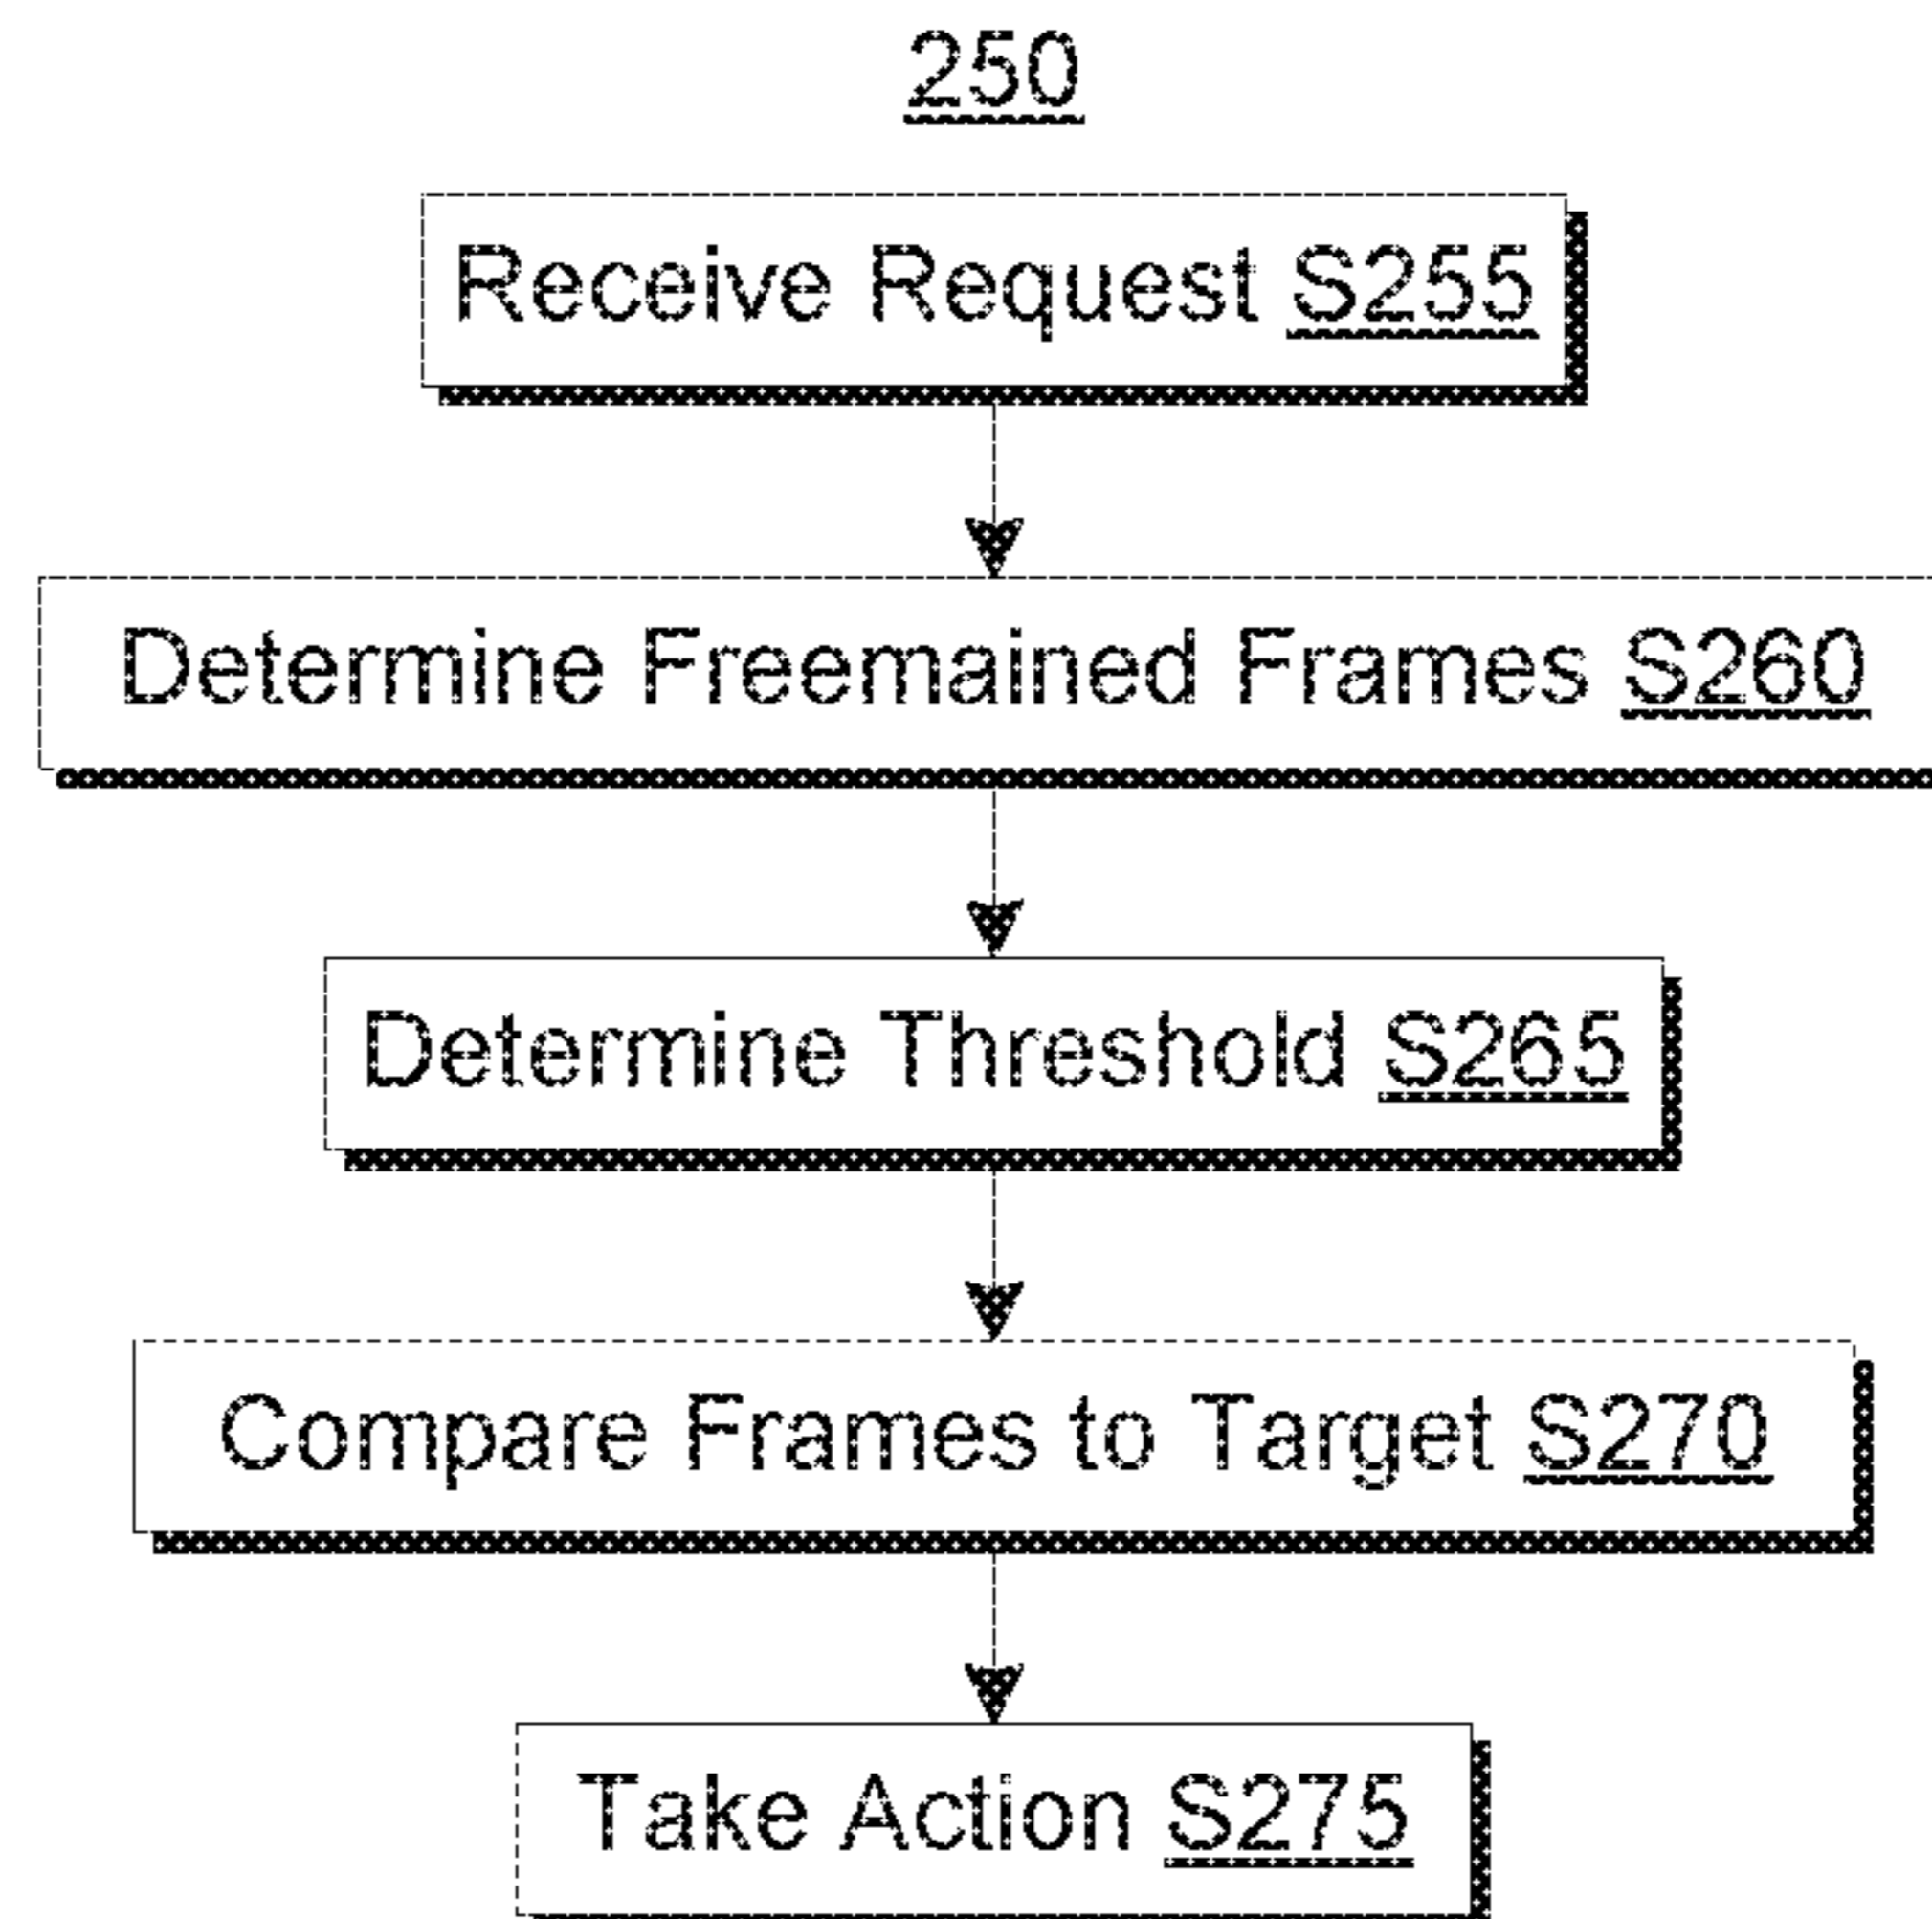 250
Receive Request S255
Determine Freemained Frames S260
Determine Threshold S265
Compare Frames to Target S270
Take Action S275